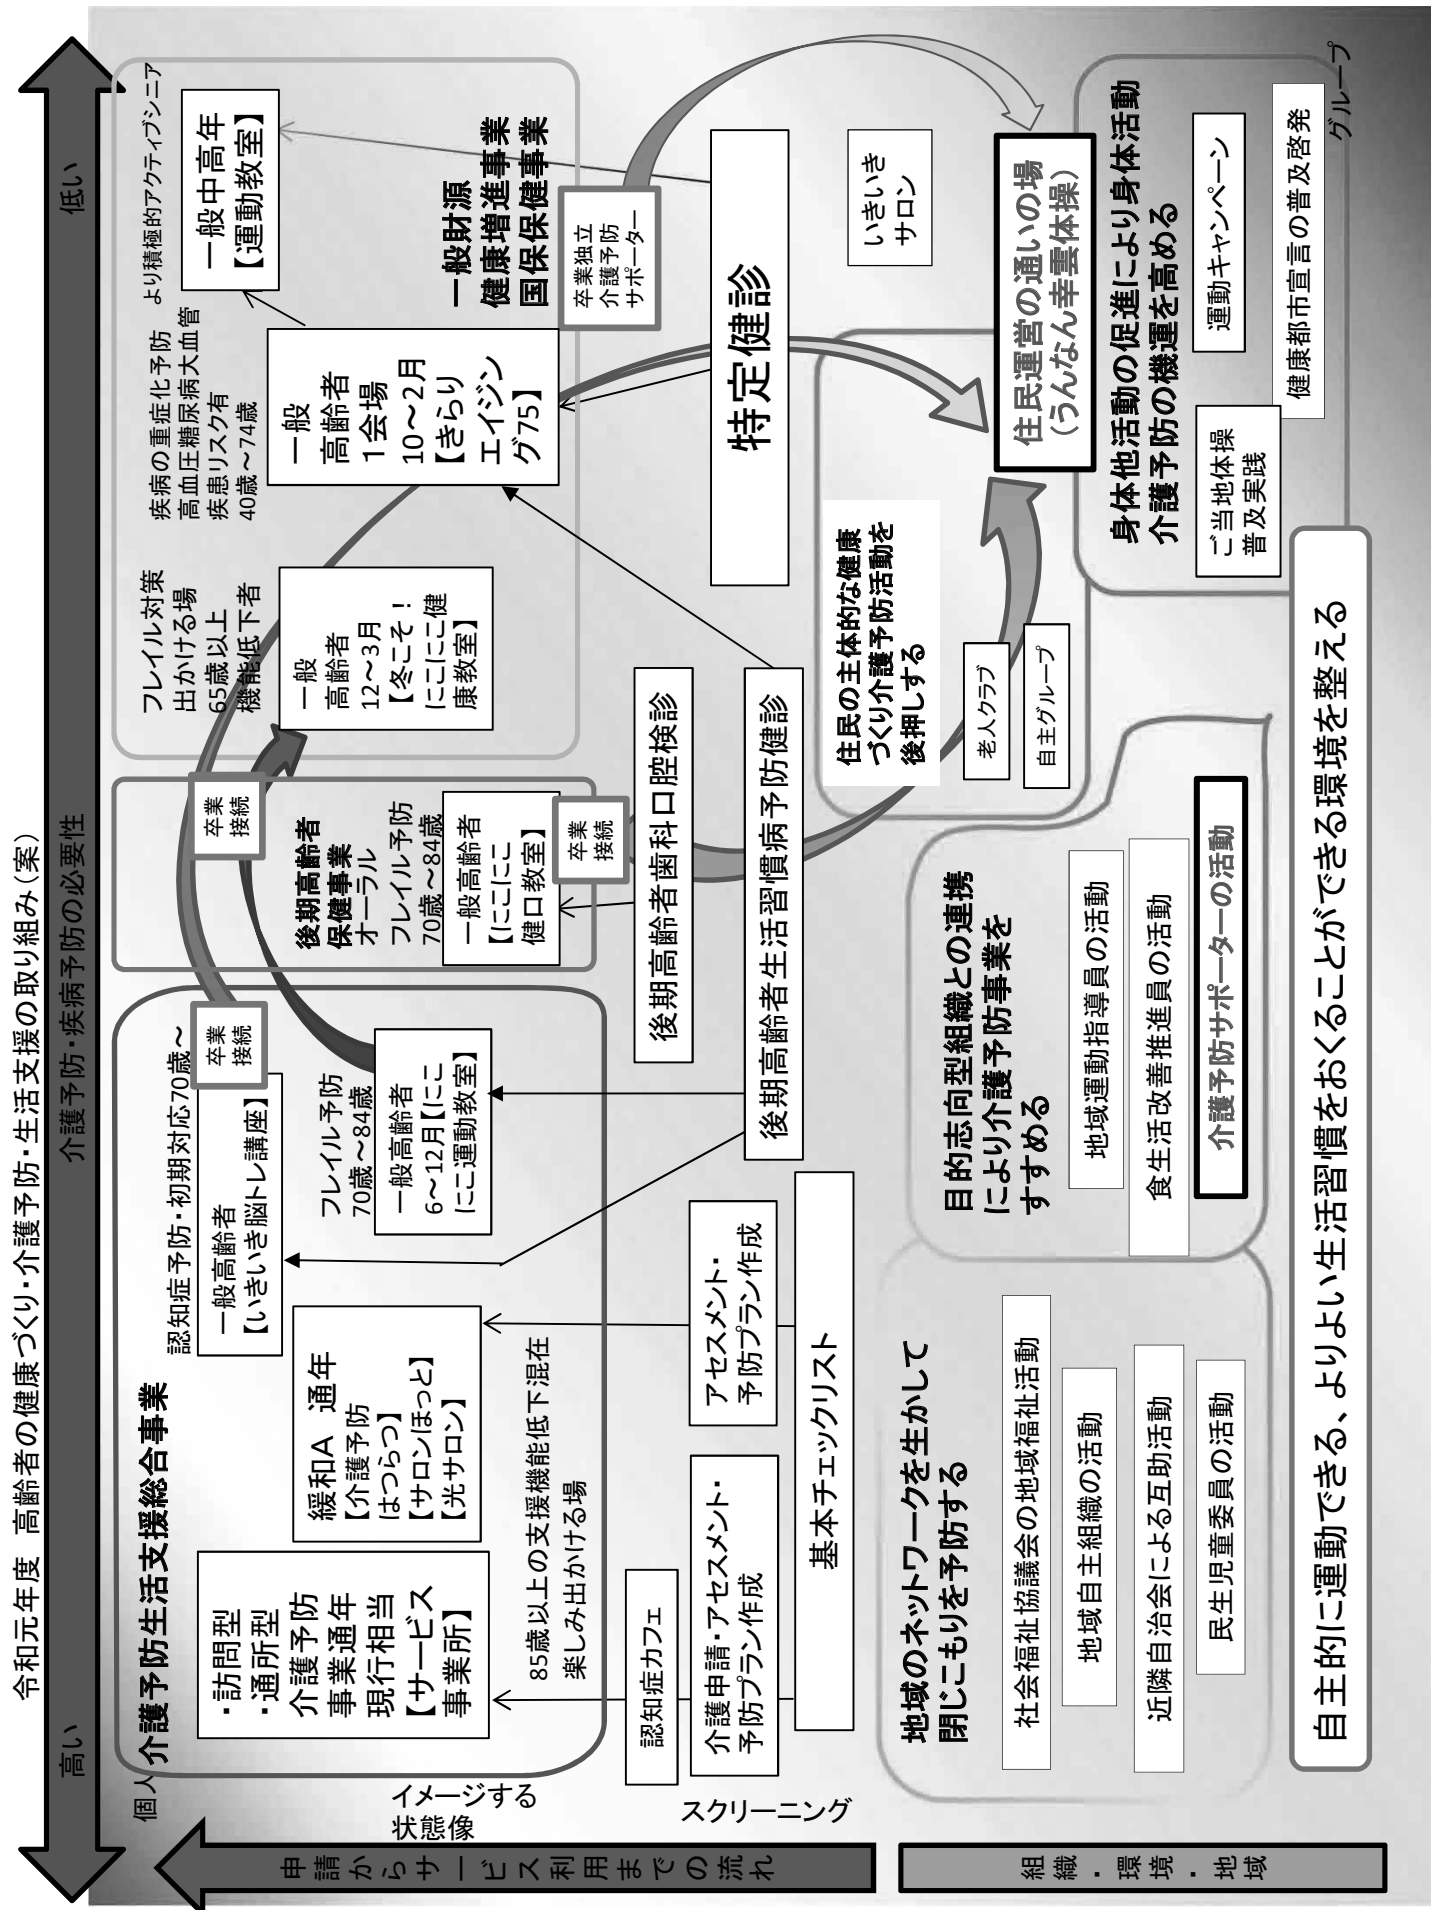 令和元年度　高齢者の健康づくり・介護予防・生活支援の取り組み（案）
高い
介護予防・疾病予防の必要性
低い
個人
介護予防生活支援総合事業
・訪問型
・通所型
介護予防
事業通年
現行相当
【サービス
事業所】
緩和A　通年
【介護予防
はつらつ】
【サロンほっと】
【光サロン】
85歳以上の支援機能低下混在
楽しみ出かける場
認知症予防・初期対応70歳～
一般高齢者
【いきいき脳トレ講座】
卒業
接続
フレイル予防
70歳～84歳
一般高齢者
6～12月【にこ
にこ運動教室】
卒業
接続
後期高齢者
保健事業
オーラル
フレイル予防
70歳～84歳
一般高齢者
【にこにこ
健口教室】
卒業
接続
フレイル対策
出かける場
65歳以上
機能低下者
一般
高齢者
12～3月
【冬こそ！
にこにこ健
康教室】
疾病の重症化予防
高血圧糖尿病大血管
疾患リスク有
40歳～74歳
一般
高齢者
1会場
10～2月
【きらり
エイジン
グ75】
より積極的アクティブシニア
一般中高年
【運動教室】
一般財源
健康増進事業
国保保健事業
卒業独立
介護予防
サポーター
イメージする
状態像
スクリーニング
認知症カフェ
介護申請・アセスメント・
予防プラン作成
アセスメント・
予防プラン作成
基本チェックリスト
後期高齢者歯科口腔検診
後期高齢者生活習慣病予防健診
特定健診
いきいき
サロン
申請からサービス利用までの流れ
組織・環境・地域
地域のネットワークを生かして
閉じこもりを予防する
社会福祉協議会の地域福祉活動
地域自主組織の活動
近隣自治会による互助活動
民生児童委員の活動
目的志向型組織との連携
により介護予防事業を
すすめる
地域運動指導員の活動
食生活改善推進員の活動
介護予防サポーターの活動
住民の主体的な健康
づくり介護予防活動を
後押しする
老人クラブ
自主グループ
住民運営の通いの場
（うんなん幸雲体操）
身体他活動の促進により身体活動
介護予防の機運を高める
ご当地体操
普及実践
運動キャンペーン
健康都市宣言の普及啓発
グループ
自主的に運動できる、よりよい生活習慣をおくることができる環境を整える